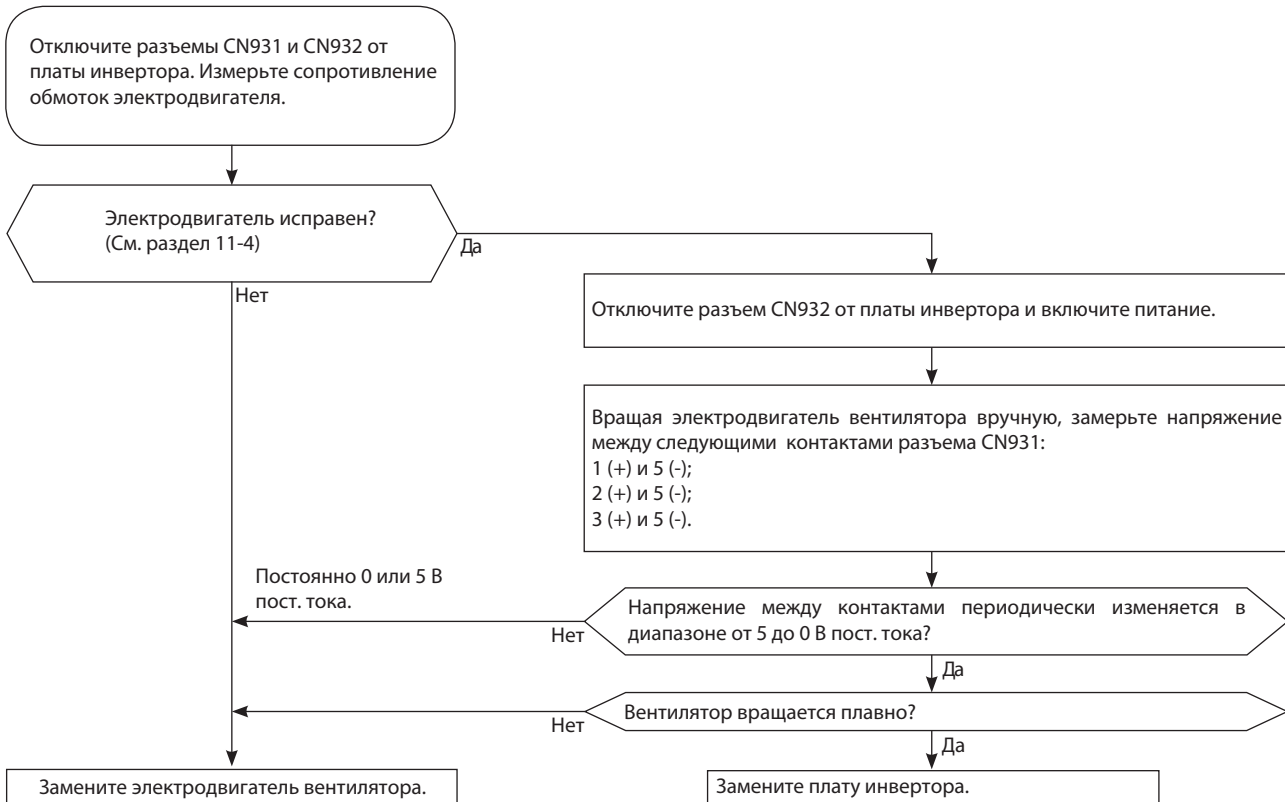 Отключите разъемы CN931 и CN932 от
платы инвертора. Измерьте сопротивление
обмоток электродвигателя.
Электродвигатель исправен?
(См. раздел 11-4)
Да
Нет
Отключите разъем CN932 от платы инвертора и включите питание.
Вращая электродвигатель вентилятора вручную, замерьте напряжение
между следующими контактами разъема CN931:
1 (+) и 5 (-);
2 (+) и 5 (-);
3 (+) и 5 (-).
Постоянно 0 или 5 В
пост. тока.
Напряжение между контактами периодически изменяется в
диапазоне от 5 до 0 В пост. тока?
Нет
Да
Вентилятор вращается плавно?
Нет
Да
Замените электродвигатель вентилятора.
Замените плату инвертора.